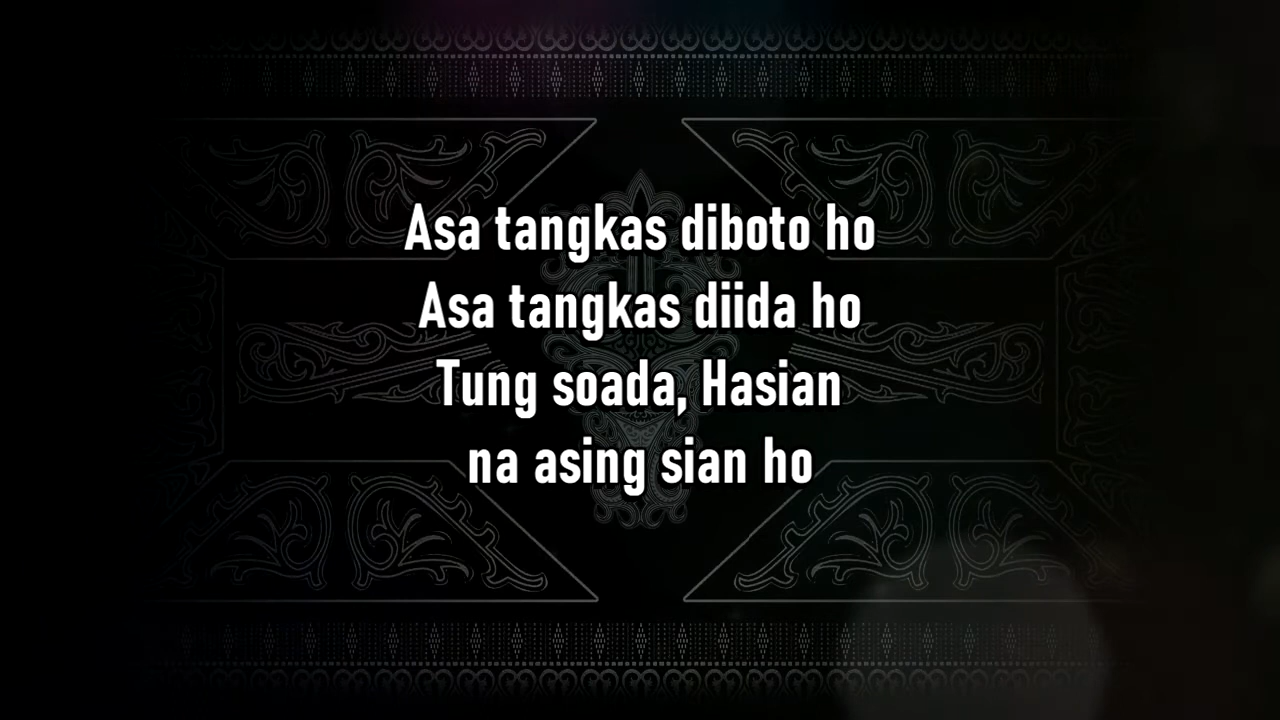 Asa tangkas diboto ho
Asa tangkas diida ho
Tung soada, Hasian
na asing sian ho